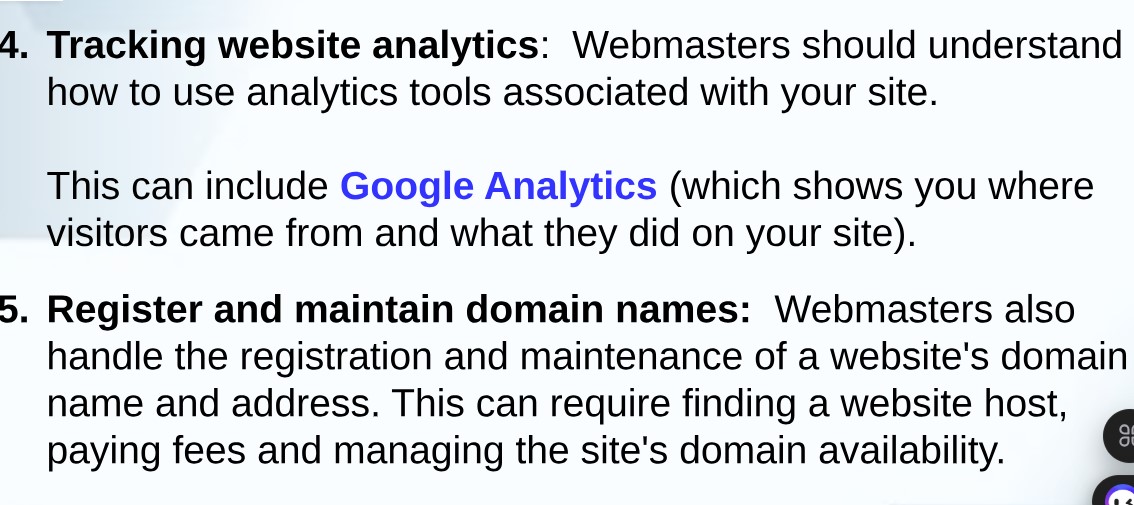 4. Tracking website analytics: Webmasters should understand
how to use analytics tools associated with your site.
This can include Google Analytics (which shows you where
visitors came from and what they did on your site).
5. Register and maintain domain names: Webmasters also
handle the registration and maintenance of a website's domain
name and address. This can require finding a website host,
paying fees and managing the site's domain availability.